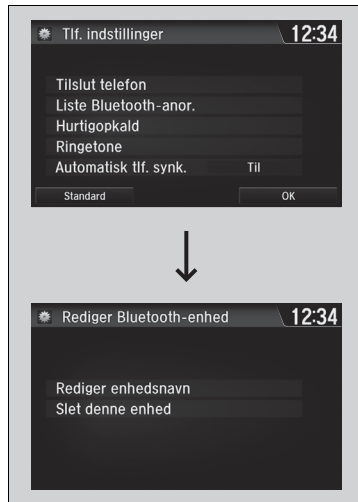 Tlf. indstillinger 12:34
Tilslut telefon
Liste Bluetooth-anor.
Hurtigopkald
Ringetone
Automatisk tlf. synk. Til
Standard OK
Rediger Bluetooth-enhed 12:34
Rediger enhedsnavn
Slet denne enhed